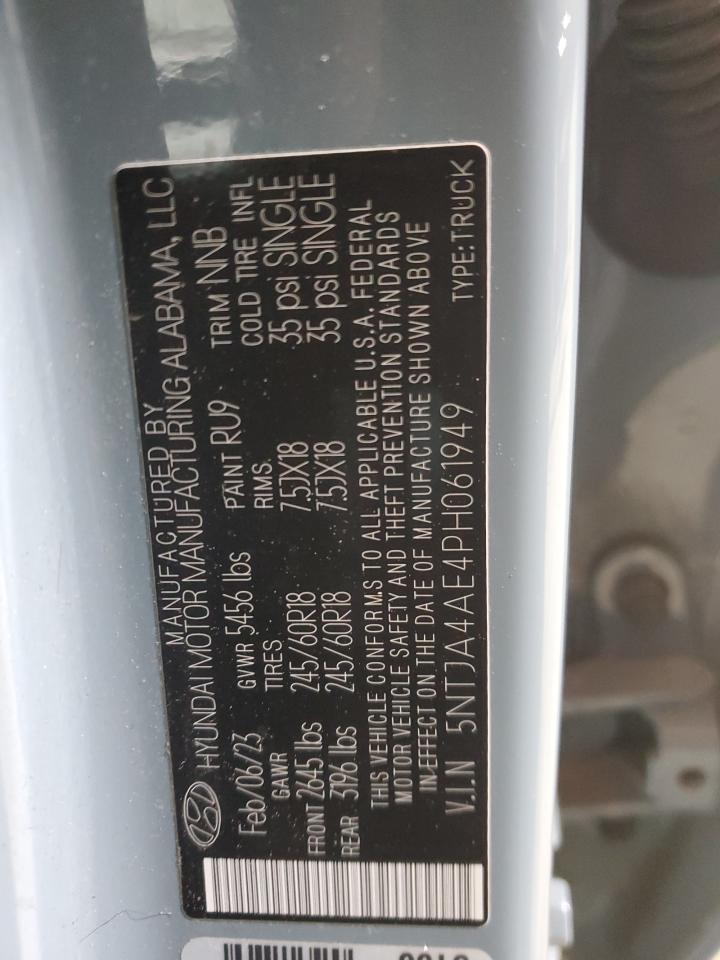 MANUFACTURED BY
HYUNDAI MOTOR MANUFACTURING ALABAMA, LLC
Feb/06/23 GVWR 5456 lbs PAINT RU9 TRIM NNB
GAWR TIRES RIMS. COLD TIRE INFL
FRONT 2645 lbs 245/60R18 7.5JX18 35 psi SINGLE
REAR 3196 lbs 245/60R18 7.5JX18 35 psi SINGLE
THIS VEHICLE CONFORMS TO ALL APPLICABLE U.S.A. FEDERAL
MOTOR VEHICLE SAFETY AND THEFT PREVENTION STANDARDS
IN EFFECT ON THE DATE OF MANUFACTURE SHOWN ABOVE
V.I.N 5NTJA4AE4PH061949 TYPE:TRUCK